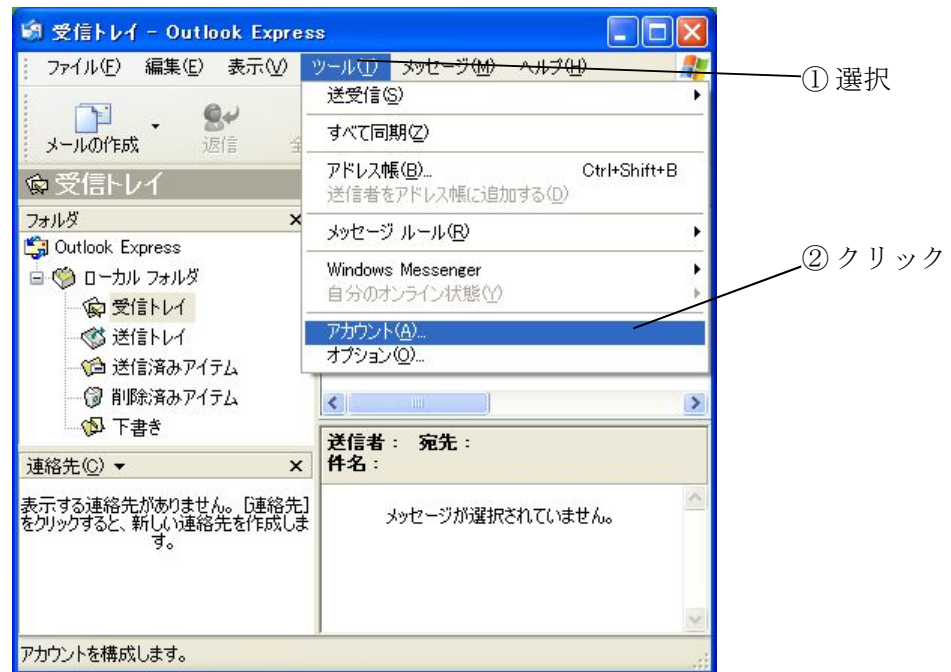 受信トレイ - Outlook Express
ファイル(F) 編集(E) 表示(V) ツール(T) メッセージ(M) ヘルプ(H)
① 選択
メールの作成 返信 全
送受信(S)
すべて同期(Z)
アドレス帳(B)... Ctrl+Shift+B
送信者をアドレス帳に追加する(D)
メッセージ ルール(R)
Windows Messenger
自分のオンライン状態(Y)
アカウント(A)...
オプション(O)...
② クリック
受信トレイ
フォルダ
Outlook Express
ローカル フォルダ
受信トレイ
送信トレイ
送信済みアイテム
削除済みアイテム
下書き
連絡先(C)
表示する連絡先がありません。[連絡先]
をクリックすると、新しい連絡先を作成しま
す。
送信者： 宛先：
件名：
メッセージが選択されていません。
アカウントを構成します。